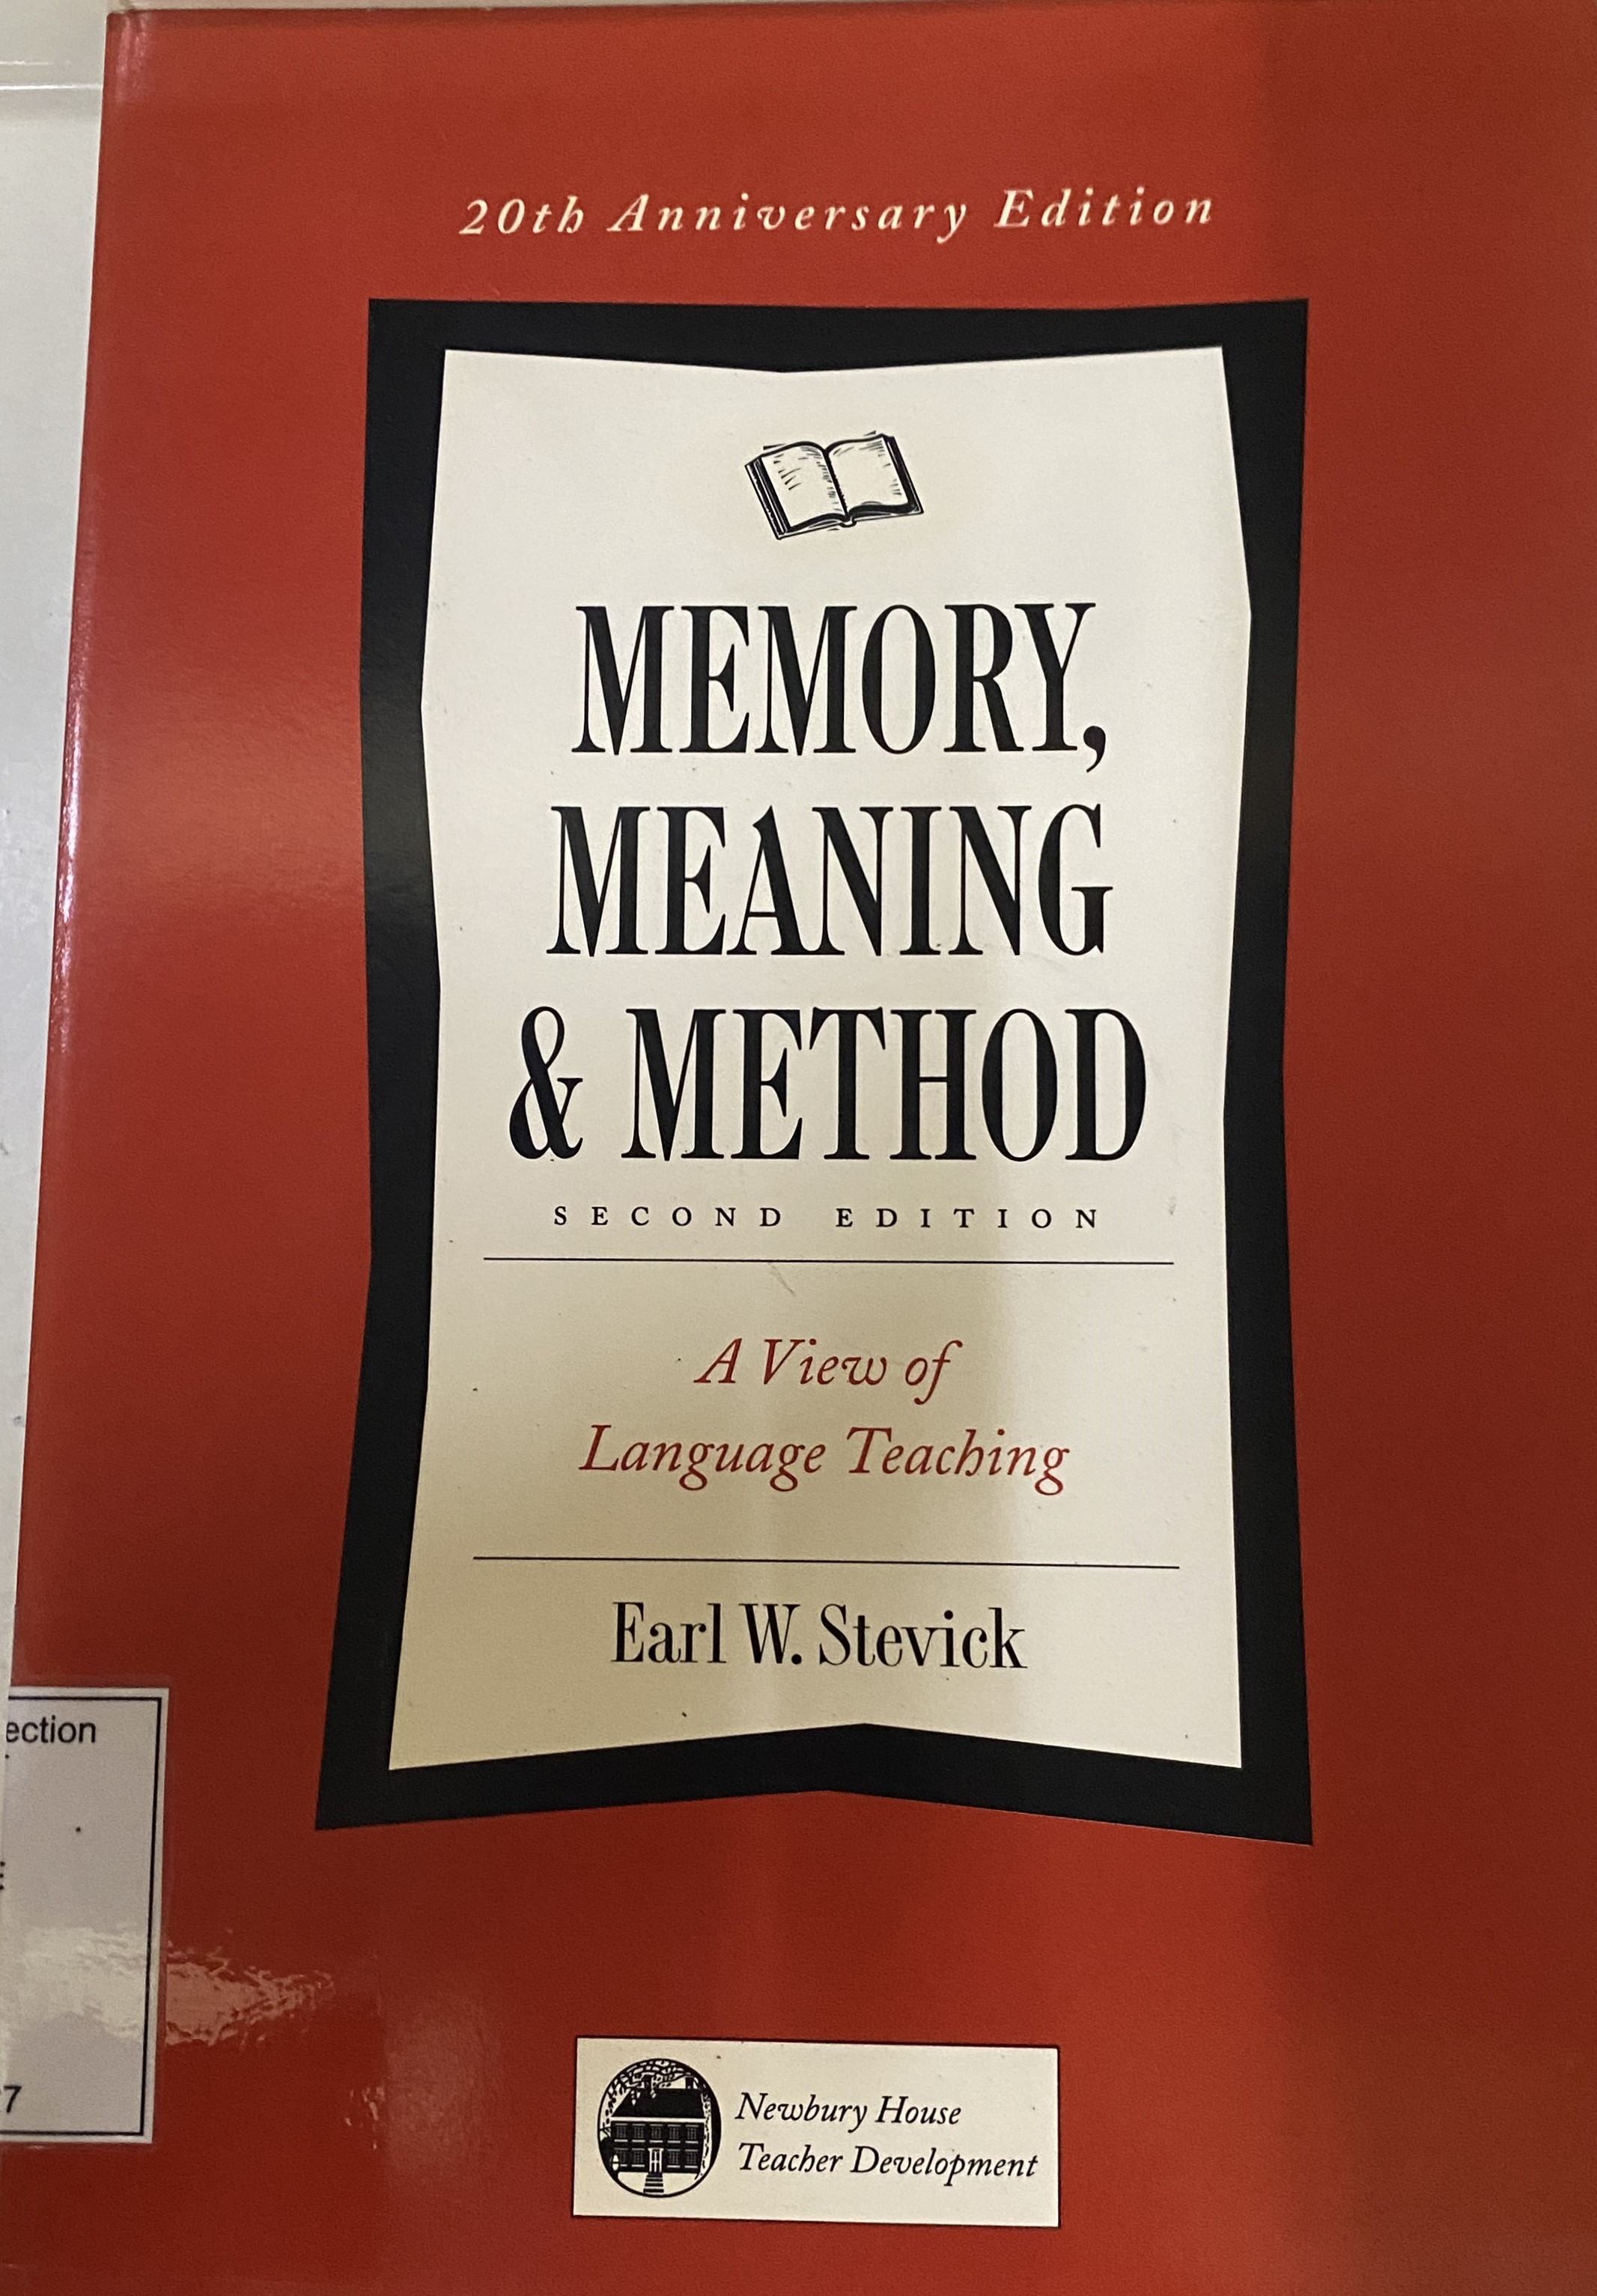 20th Anniversary Edition
MEMORY,
MEANING
& METHOD
SECOND EDITION
A View of
Language Teaching
Earl W. Stevick
ection
7
Newbury House
Teacher Development